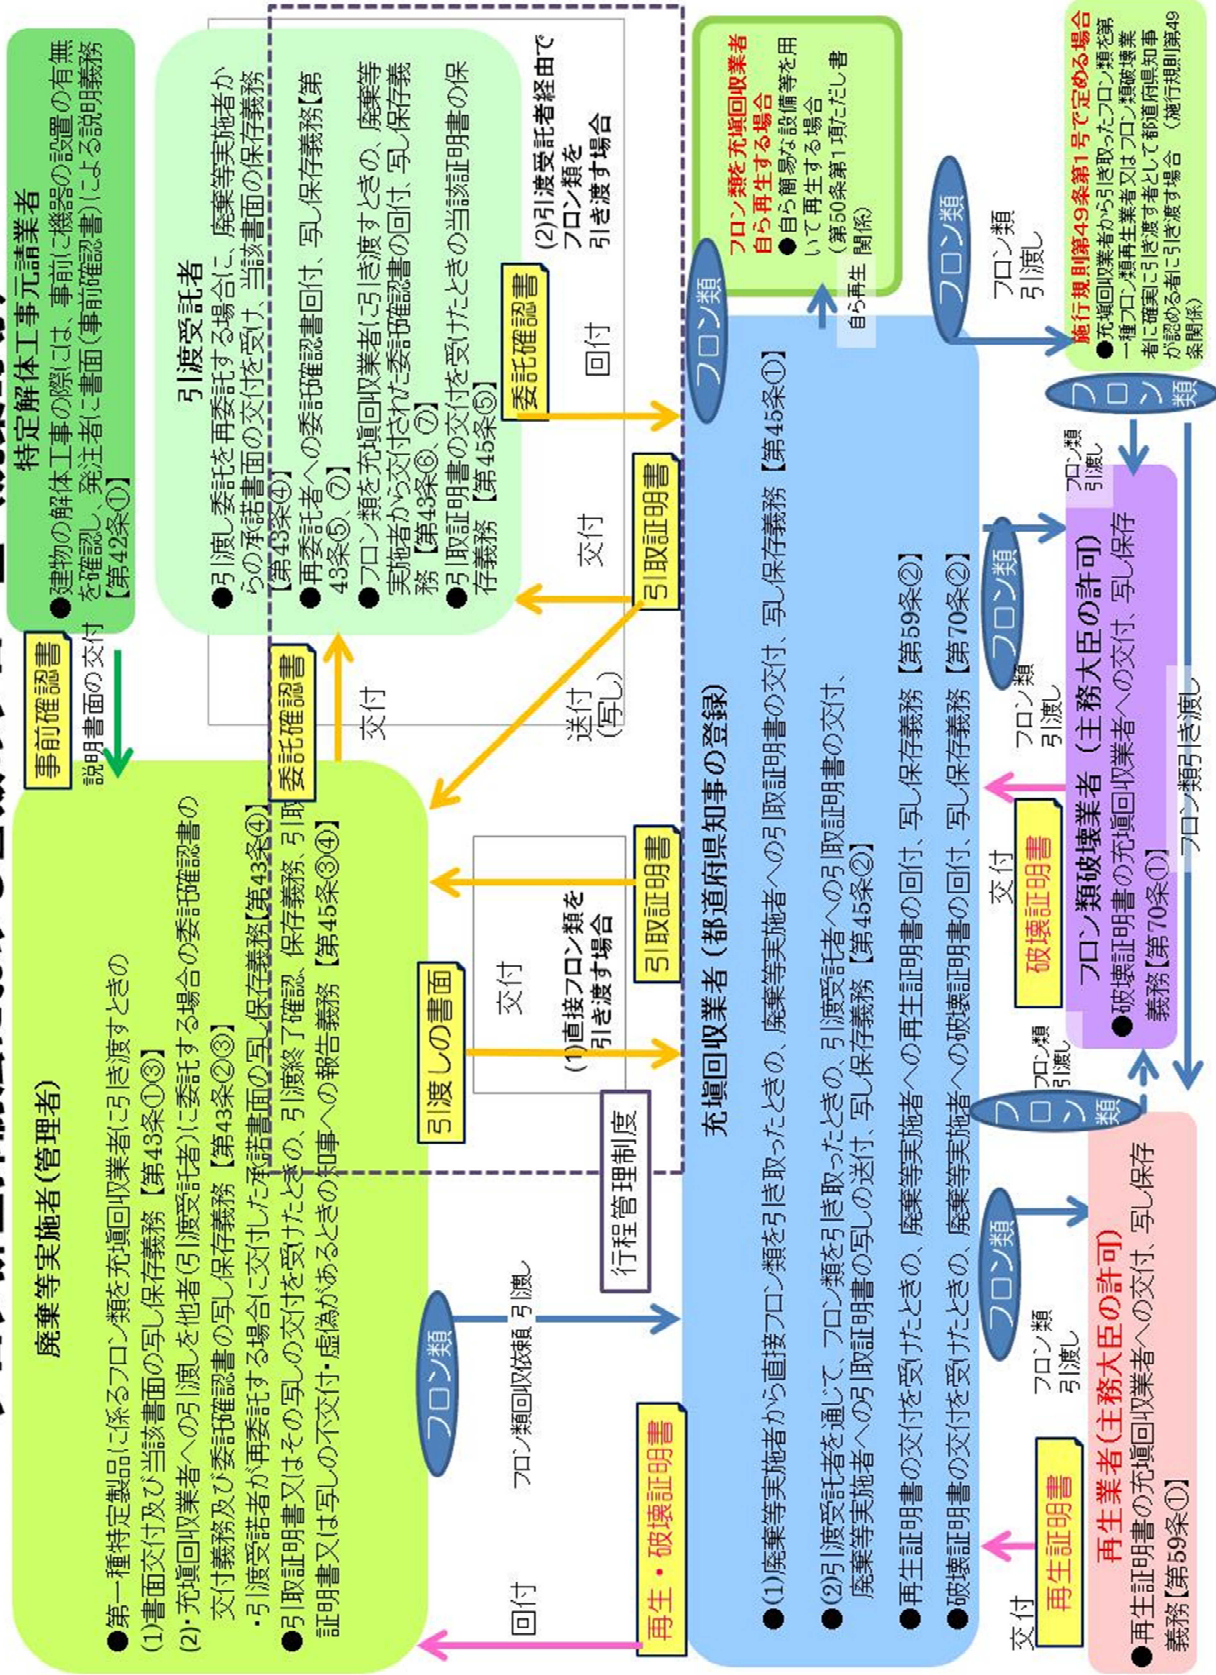 廃棄等実施者(管理者)
●第一種特定製品に係るフロン類を充塡回収業者に引き渡すときの
(1)書面交付及び当該書面の写し保存義務【第43条①③】
(2)・充塡回収業者への引渡しを他者(引渡受託者)に委託する場合の委託確認書の
交付義務及び委託確認書の写し保存義務【第43条②③】
・引渡受託者が再委託する場合に交付した承諾書面の写し保存義務【第43条④】
●引取証明書又はその写しの交付を受けたときの、引渡終了確認、保存義務、引取
証明書又は写しの不交付・虚偽があるときの知事への報告義務【第45条③④】
事前確認書
説明書面の交付
特定解体工事元請業者
●建物の解体工事の際には、事前に機器の設置の有無
を確認し、発注者に書面(事前確認書)による説明義務
【第42条①】
引渡受託者
●引渡し委託を再委託する場合に、廃棄等実施者か
らの承諾書面の交付を受け、当該書面の保存義務
【第43条④】
●再委託者への委託確認書回付、写し保存義務【第
43条⑤、⑦】
●フロン類を充塡回収業者に引き渡すときの、廃棄等
実施者から交付された委託確認書の回付、写し保存義
務【第43条⑥、⑦】
●引取証明書の交付を受けたときの当該証明書の保
存義務【第45条⑤】
委託確認書
交付
回付
再生・破壊証明書
フロン類
フロン類回収依頼 引渡し
行程管理制度
引渡しの書面
交付
(1)直接フロン類を
引き渡す場合
引取証明書
送付
(写し)
交付
引取証明書
委託確認書
回付
(2)引渡受託者経由で
フロン類を
引き渡す場合
充塡回収業者(都道府県知事の登録)
●(1)廃棄等実施者から直接フロン類を引き取ったときの、廃棄等実施者への引取証明書の交付、写し保存義務【第45条①】
●(2)引渡受託者を通じて、フロン類を引き取ったときの、引渡受託者への引取証明書の交付、
廃棄等実施者への引取証明書の写しの送付、写し保存義務【第45条②】
●再生証明書の交付を受けたときの、廃棄等実施者への再生証明書の回付、写し保存義務【第59条②】
●破壊証明書の交付を受けたときの、廃棄等実施者への破壊証明書の回付、写し保存義務【第70条②】
フロン類
自ら再生
フロン類を充塡回収業者
自ら再生する場合
●自ら簡易な設備等を用
いて再生する場合
(第50条第1項ただし書
関係)
フロン類
フロン類
引渡し
施行規則第49条第1号で定める場合
●充塡回収業者から引き取ったフロン類を第
一種フロン類再生業者又はフロン類破壊業
者に確実に引き渡す者として都道府県知事
が認める者に引き渡す場合 (施行規則第49
条関係)
交付
再生証明書
フロン類
フロン類
引渡し
再生業者(主務大臣の許可)
●再生証明書の充塡回収業者への交付、写し保存
義務【第59条①】
フロン類
フロン類
引渡し
交付
破壊証明書
フロン類
フロン類
引渡し
フロン類破壊業者(主務大臣の許可)
●破壊証明書の充塡回収業者への交付、写し保存
義務【第70条①】
フロン類
フロン類
引渡し
フロン類引き渡し